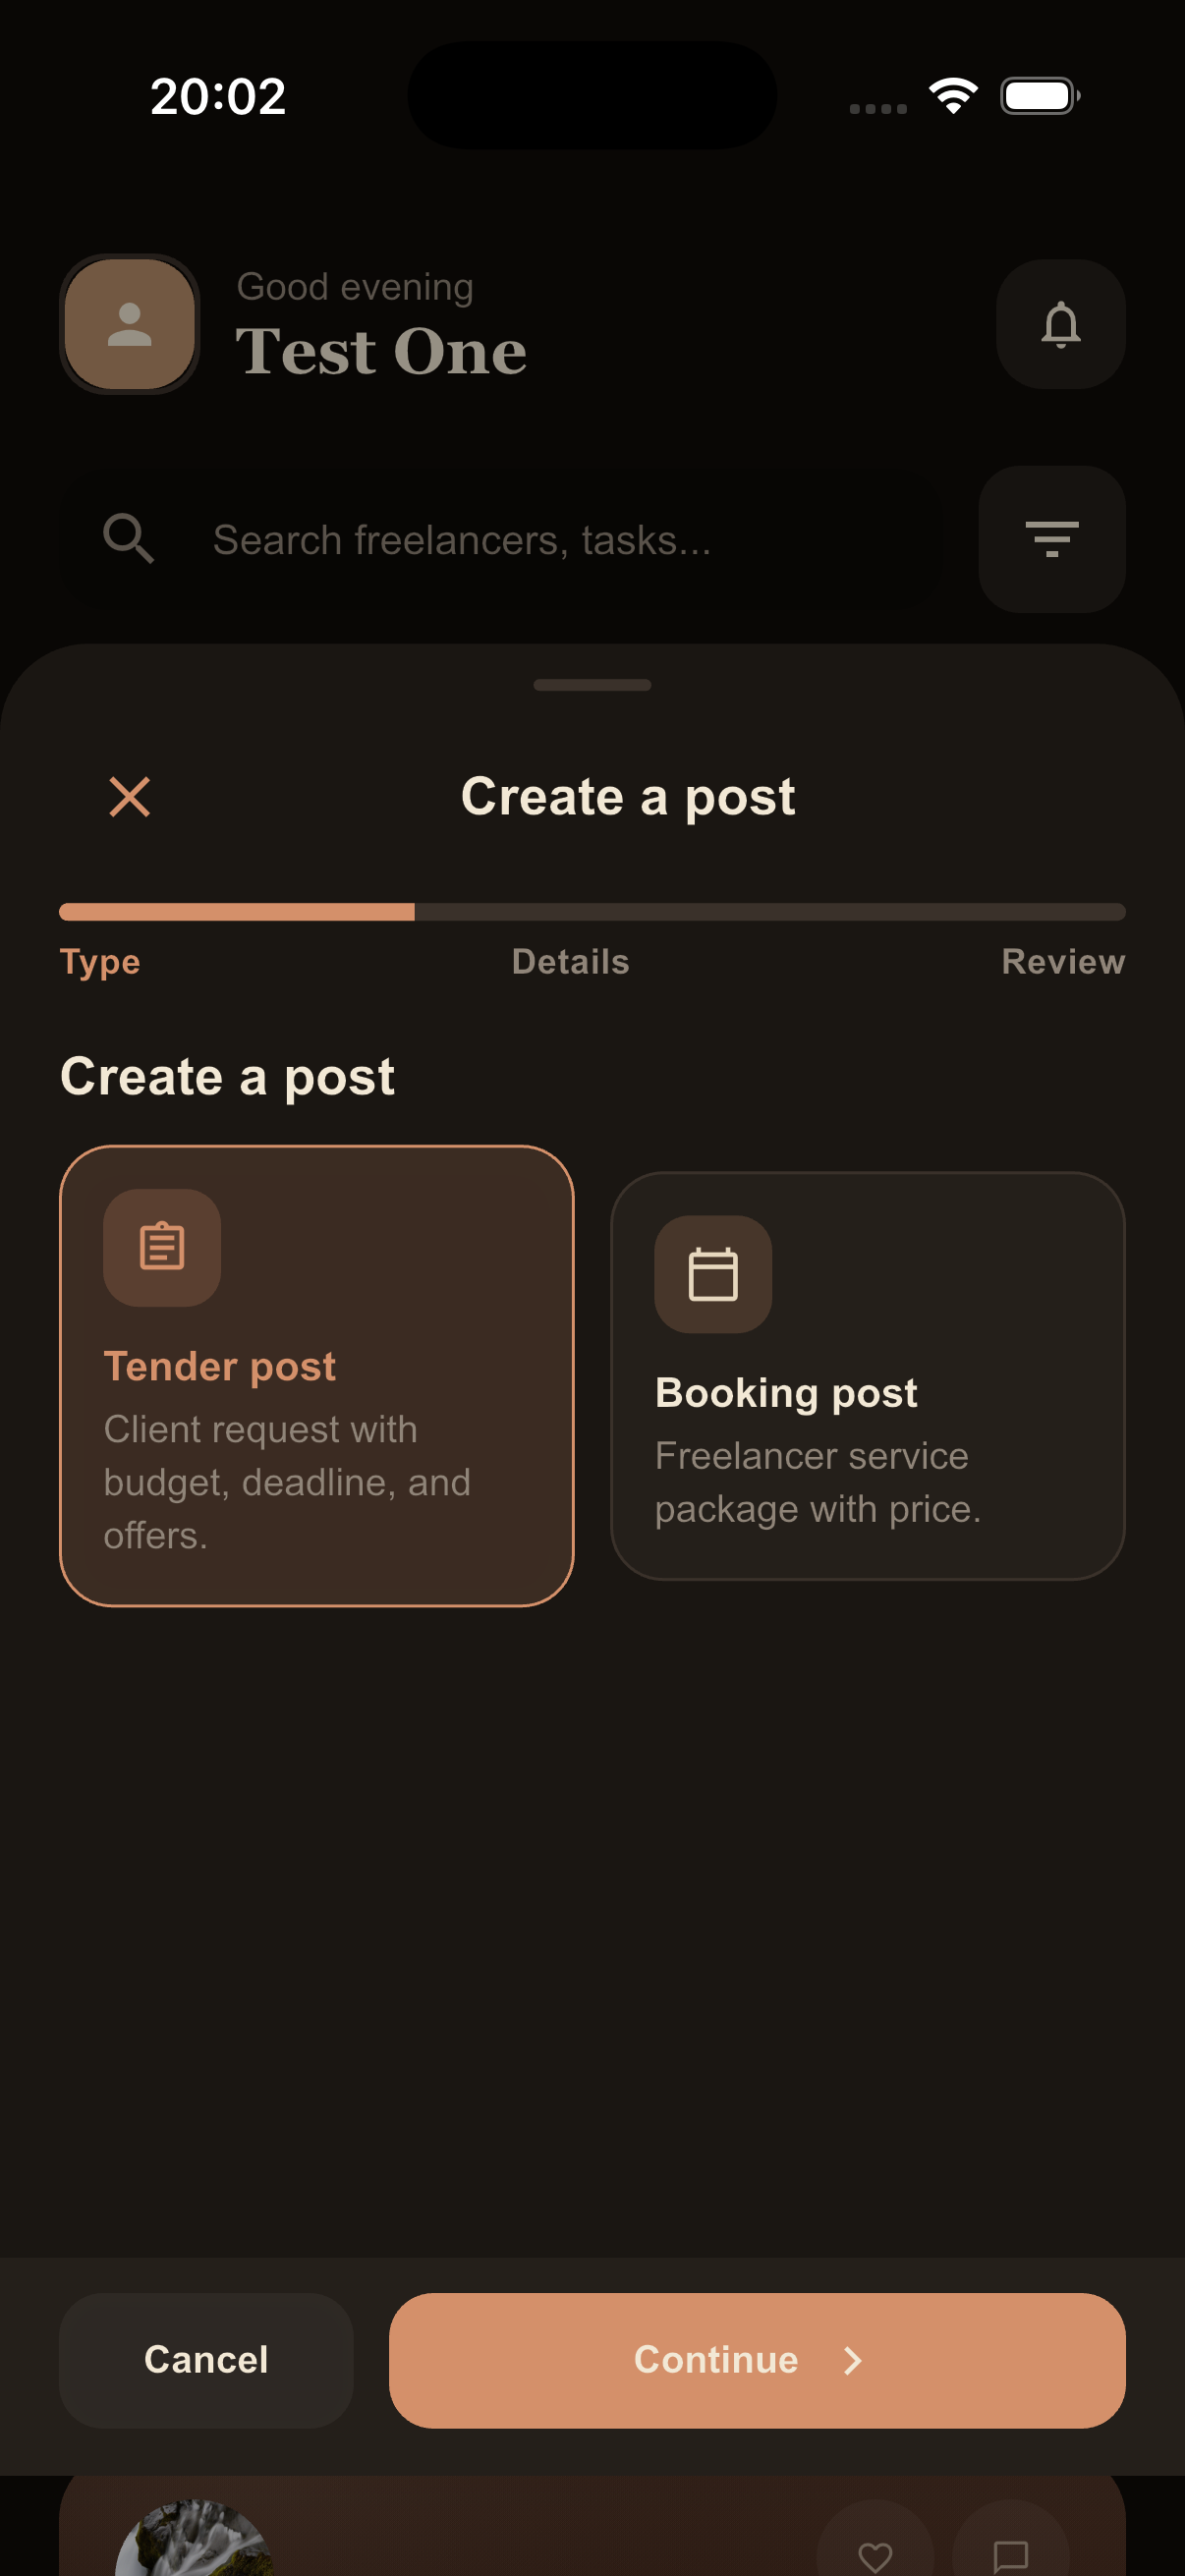 20:02
Good evening
Test One
Search freelancers, tasks...
Create a post
Type
Details
Review
Create a post
Tender post
Client request with
budget, deadline, and
offers.
Booking post
Freelancer service
package with price.
Cancel
Continue